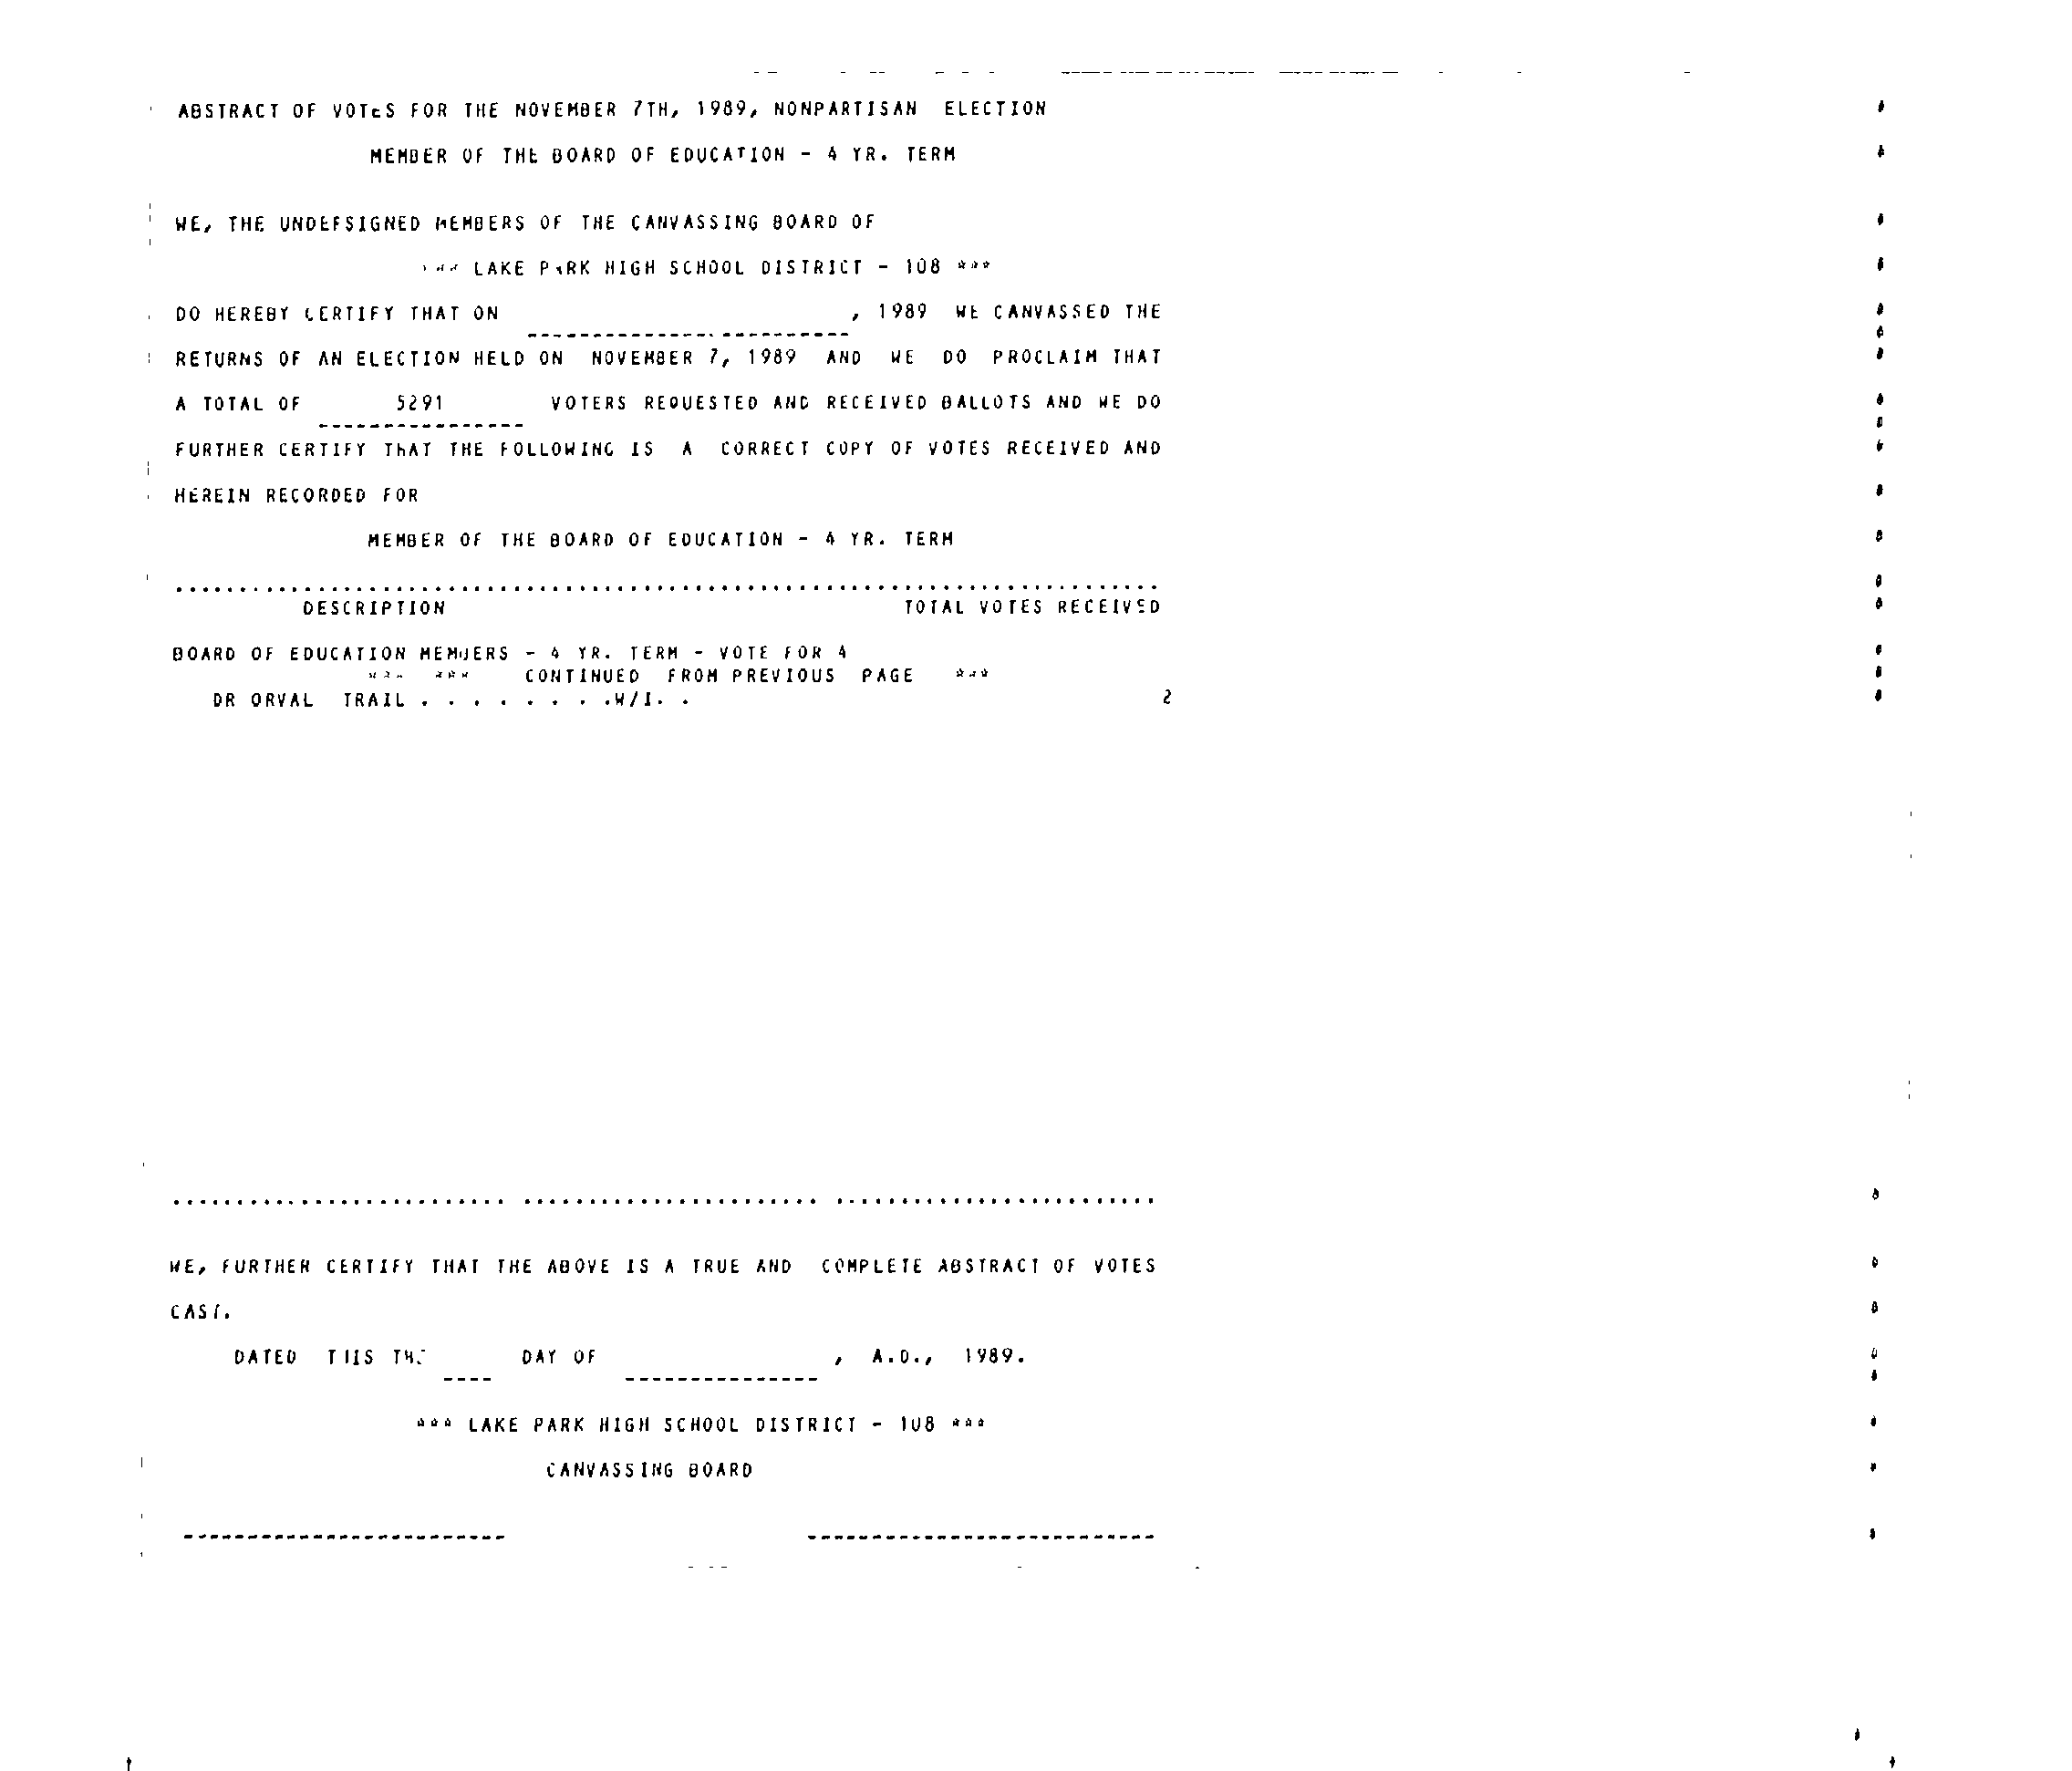 ABSTRACT OF VOTES FOR THE NOVEMBER 7TH, 1989, NONPARTISAN ELECTION
MEMBER OF THE BOARD OF EDUCATION - 4 YR. TERM
WE, THE UNDERSIGNED MEMBERS OF THE CANVASSING BOARD OF
*** LAKE PARK HIGH SCHOOL DISTRICT - 108 ***
DO HEREBY CERTIFY THAT ON , 1989 WE CANVASSED THE
RETURNS OF AN ELECTION HELD ON NOVEMBER 7, 1989 AND WE DO PROCLAIM THAT
A TOTAL OF 5291 VOTERS REQUESTED AND RECEIVED BALLOTS AND WE DO
FURTHER CERTIFY THAT THE FOLLOWING IS A CORRECT COPY OF VOTES RECEIVED AND
HEREIN RECORDED FOR
MEMBER OF THE BOARD OF EDUCATION - 4 YR. TERM
DESCRIPTION TOTAL VOTES RECEIVED
BOARD OF EDUCATION MEMBERS - 4 YR. TERM - VOTE FOR 4
*** *** CONTINUED FROM PREVIOUS PAGE ***
DR ORVAL TRAIL . . . . . . . .W/I. . 2
WE, FURTHER CERTIFY THAT THE ABOVE IS A TRUE AND COMPLETE ABSTRACT OF VOTES
CAST.
DATED THIS THE ---- DAY OF --------------- , A.D., 1989.
*** LAKE PARK HIGH SCHOOL DISTRICT - 108 ***
CANVASSING BOARD